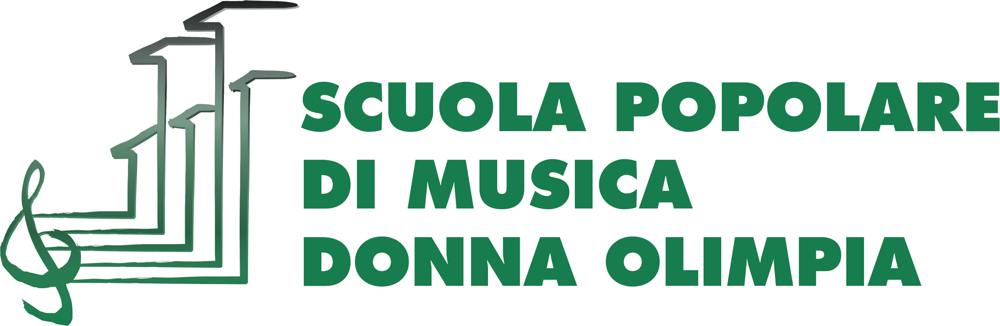 SCUOLA POPOLARE
DI MUSICA
DONNA OLIMPIA